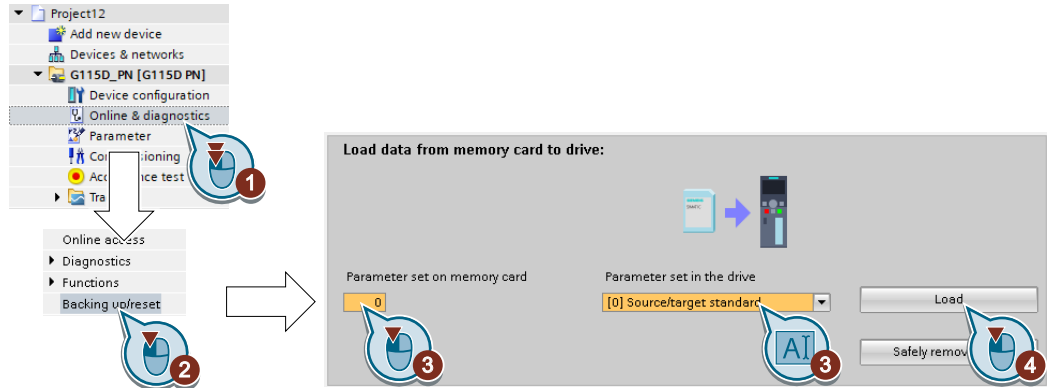 Project12
Add new device
Devices & networks
G115D_PN [G115D PN]
Device configuration
Online & diagnostics
Parameter
1
Online access
Diagnostics
Functions
Backing up/reset
2
Load data from memory card to drive:
SIMATIC
Parameter set on memory card
Parameter set in the drive
0
[0] Source/target standard
Load
3
AI
3
Safely remov
4